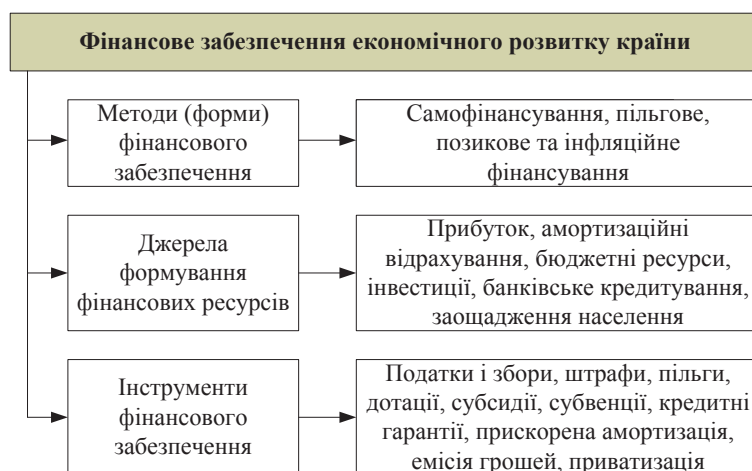 Фінансове забезпечення економічного розвитку країни
Методи (форми)
фінансового
забезпечення
Самофінансування, пільгове,
позикове та інфляційне
фінансування
Джерела
формування
фінансових ресурсів
Прибуток, амортизаційні
відрахування, бюджетні ресурси,
інвестиції, банківське кредитування,
заощадження населення
Інструменти
фінансового
забезпечення
Податки і збори, штрафи, пільги,
дотації, субсидії, субвенції, кредитні
гарантії, прискорена амортизація,
емісія грошей, приватизація